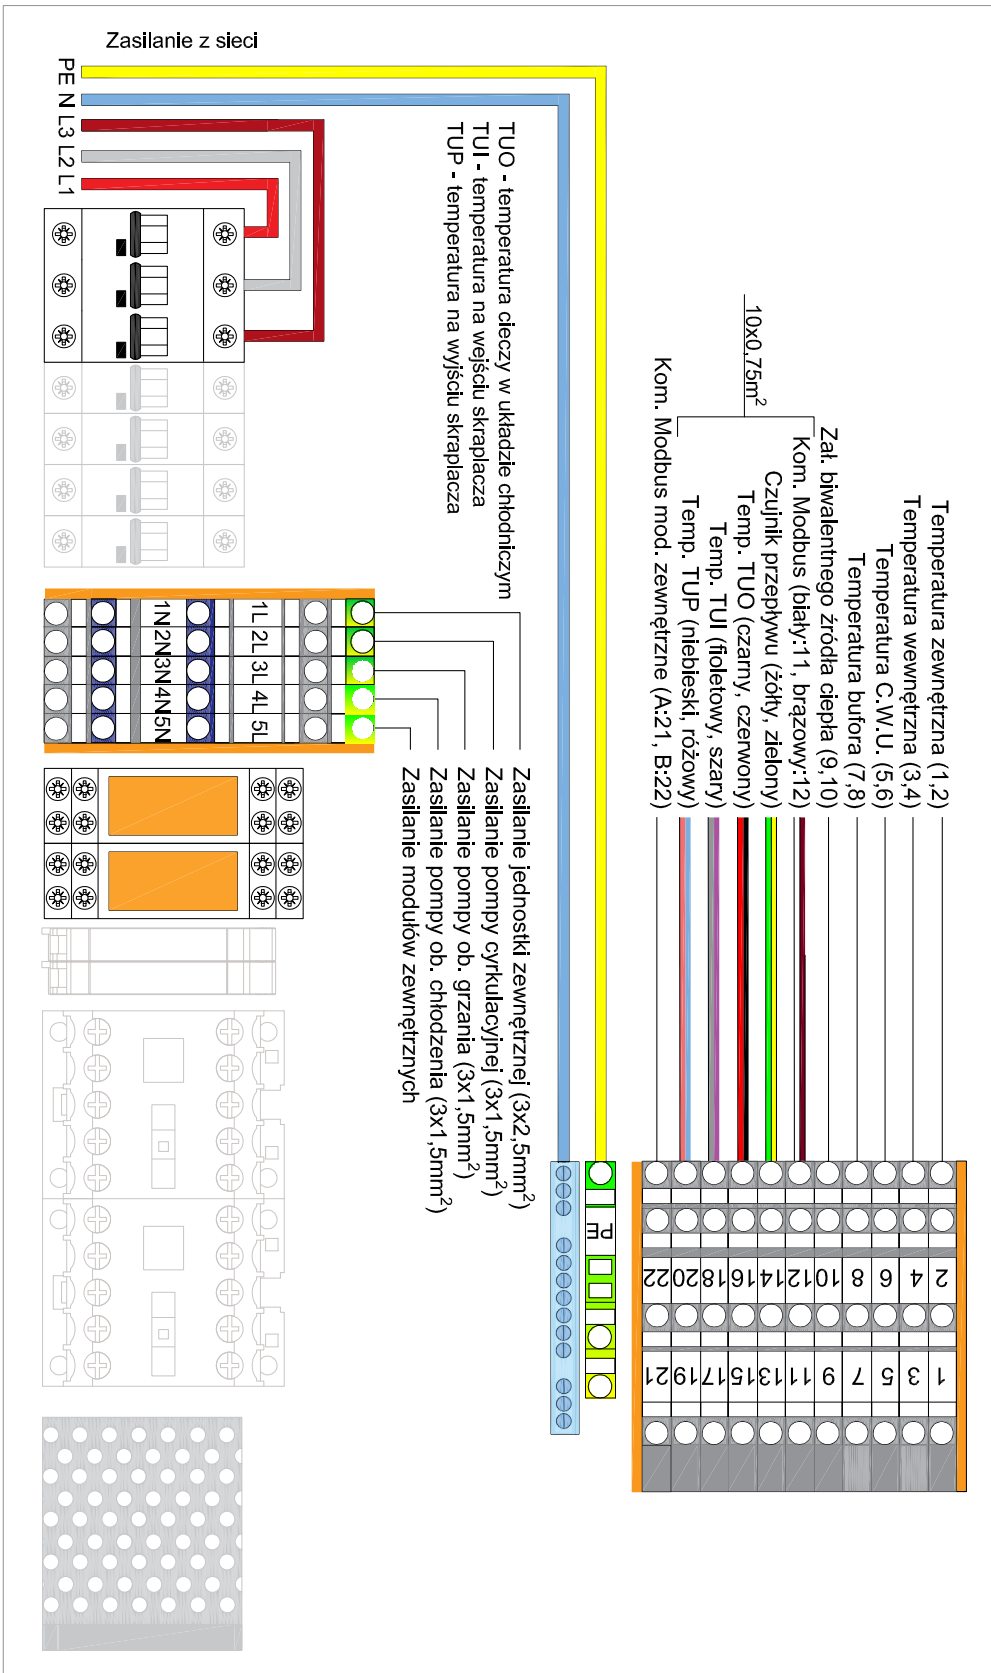 Zasilanie z sieci
PE N L3 L2 L1
TUO - temperatura cieczy w układzie chłodniczym
TUI - temperatura na wejściu skraplacza
TUP - temperatura na wyjściu skraplacza
10x0,75m²
Temperatura zewnętrzna (1,2)
Temperatura wewnętrzna (3,4)
Temperatura C.W.U. (5,6)
Temperatura bufora (7,8)
Zał. biwalentnego źródła ciepła (9,10)
Kom. Modbus (biały:11, brązowy:12)
Czujnik przepływu (żółty, zielony)
Temp. TUO (czarny, czerwony)
Temp. TUI (fioletowy, szary)
Temp. TUP (niebieski, różowy)
Kom. Modbus mod. zewnętrzne (A:21, B:22)
1N 2N 3N 4N 5N
1L 2L 3L 4L 5L
Zasilanie jednostki zewnętrznej (3x2,5mm²)
Zasilanie pompy cyrkulacyjnej (3x1,5mm²)
Zasilanie pompy ob. grzania (3x1,5mm²)
Zasilanie pompy ob. chłodzenia (3x1,5mm²)
Zasilanie modułów zewnętrznych
PE
2 4 6 8 10 12 14 16 18 20 22
1 3 5 7 9 11 13 15 17 19 21